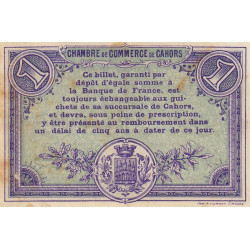 CHAMBRE DE COMMERCE DE CAHORS
1
1
Ce billet, garanti par
dépôt d'égale somme à
la Banque de France, est
toujours échangeable aux gui-
chets de sa succursale de Cahors,
et devra, sous peine de prescription,
y être présenté au remboursement dans
un délai de cinq ans à dater de ce jour.